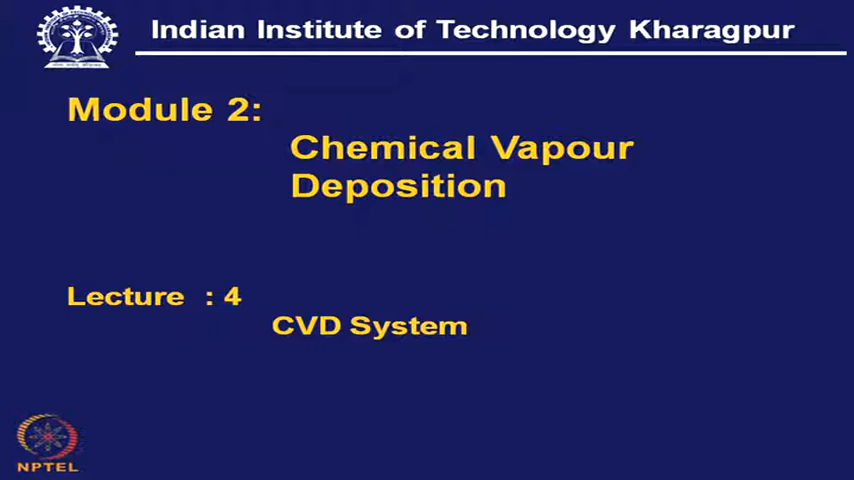 Indian Institute of Technology Kharagpur
Module 2:
Chemical Vapour
Deposition
Lecture : 4
CVD System
NPTEL